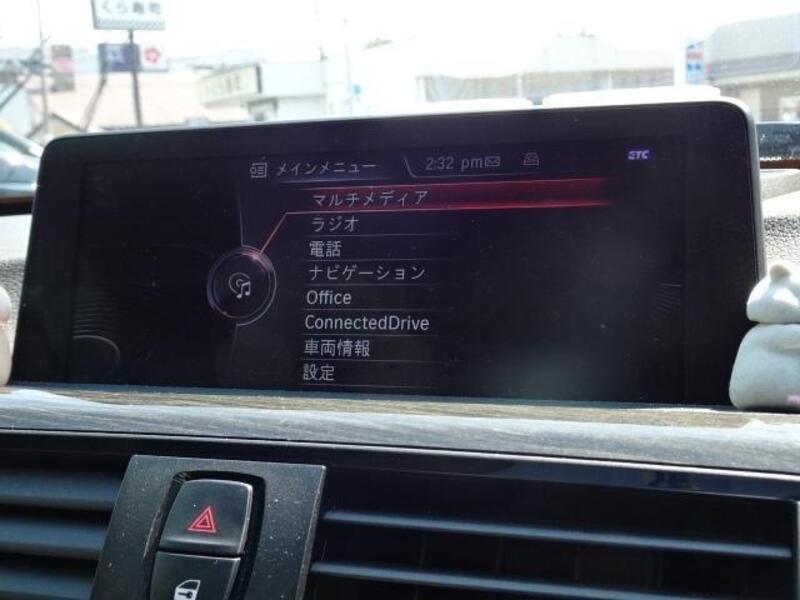 くら寿司
メインメニュー 2:32 pm ETC
マルチメディア
ラジオ
電話
ナビゲーション
Office
ConnectedDrive
車両情報
設定